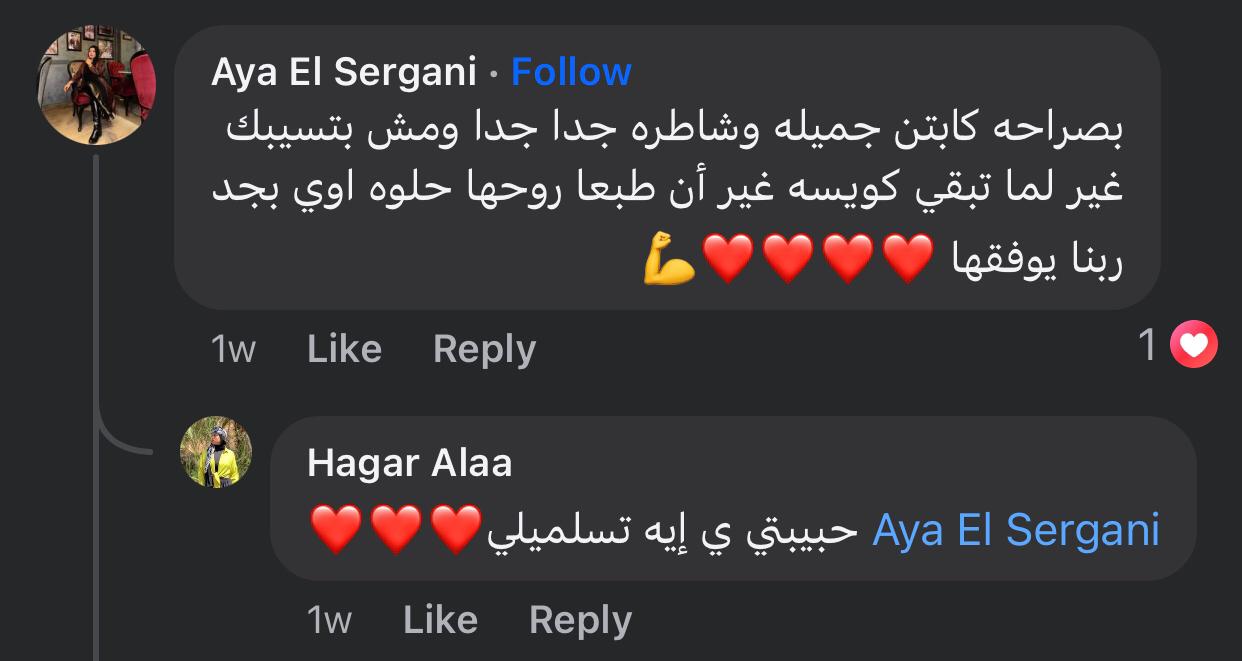 Aya El Sergani · Follow
بصراحه كابتن جميله وشاطره جدا جدا ومش بتسيبك
غير لما تبقي كويسه غير أن طبعا روحها حلوه اوي بجد
ربنا يوفقها ❤️❤️❤️❤️💪
1w Like Reply 1
Hagar Alaa
Aya El Sergani حبيبتي ي إيه تسلميلي❤️❤️❤️
1w Like Reply